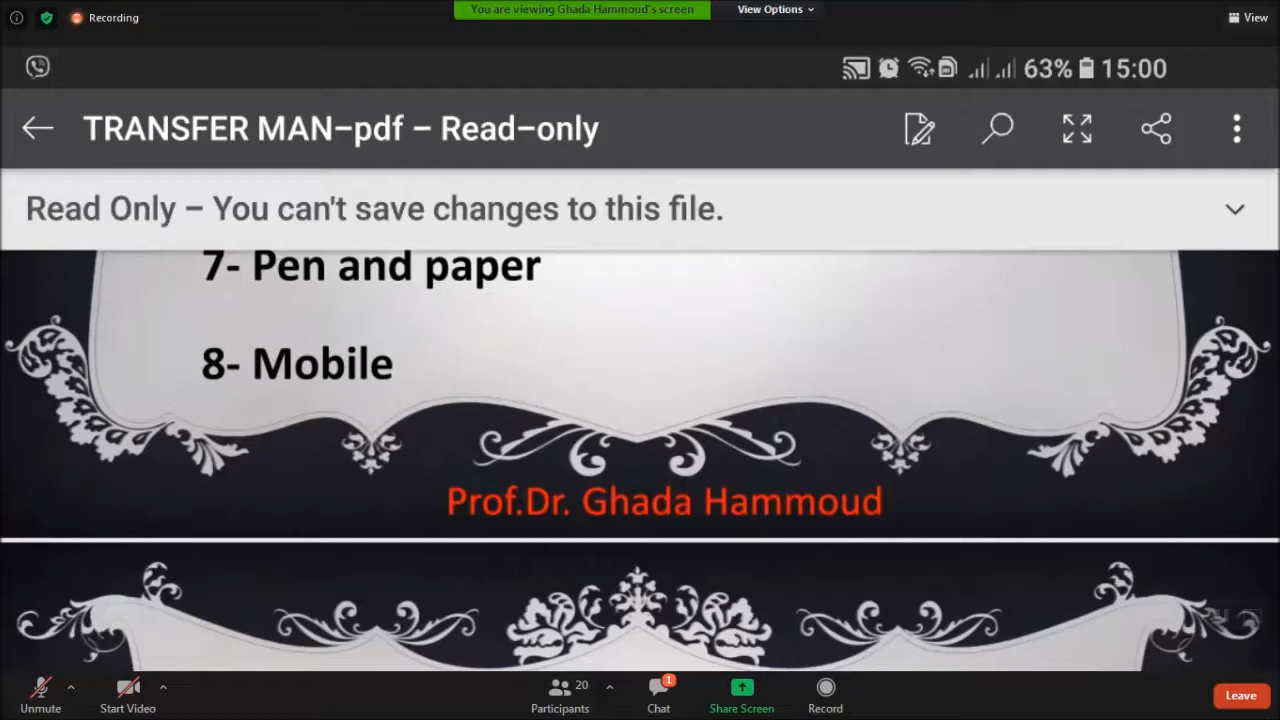 Recording
You are viewing Ghada Hammoud's screen
View Options
View
63% 15:00
TRANSFER MAN-pdf - Read-only
Read Only - You can't save changes to this file.
7- Pen and paper
8- Mobile
Prof.Dr. Ghada Hammoud
Unmute
Start Video
20
Participants
1
Chat
Share Screen
Record
Leave